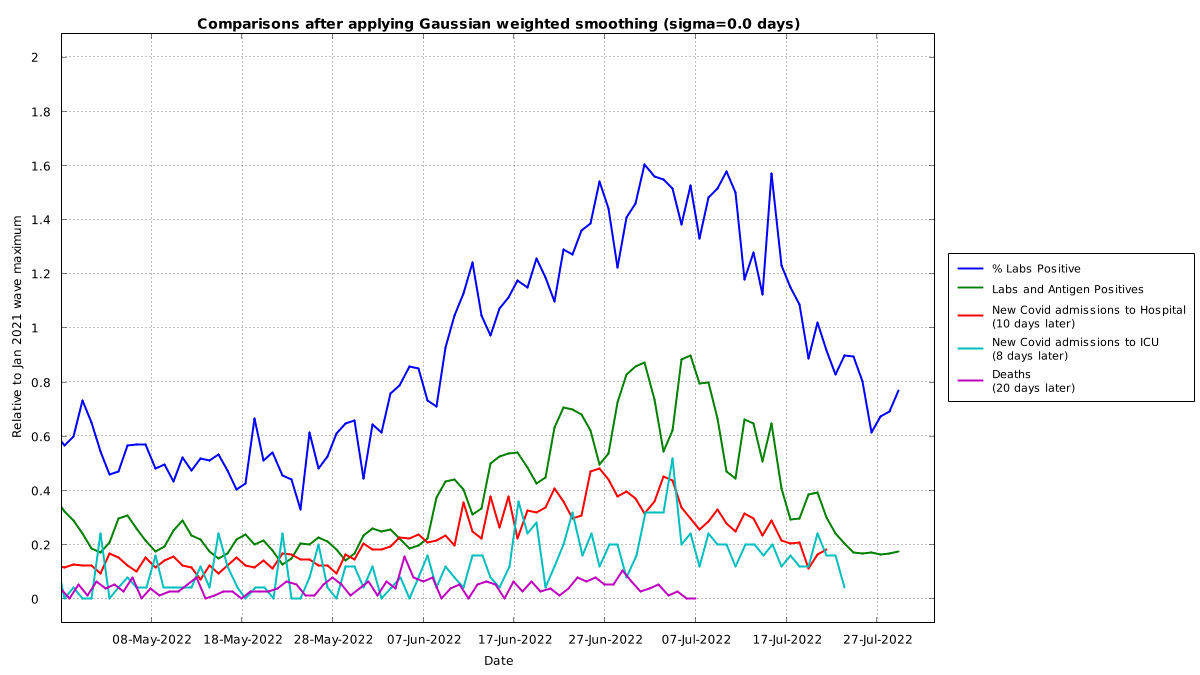 Comparisons after applying Gaussian weighted smoothing (sigma=0.0 days)
Relative to Jan 2021 wave maximum
2
1.8
1.6
1.4
1.2
1
0.8
0.6
0.4
0.2
0
08-May-2022 18-May-2022 28-May-2022 07-Jun-2022 17-Jun-2022 27-Jun-2022 07-Jul-2022 17-Jul-2022 27-Jul-2022
Date
% Labs Positive
Labs and Antigen Positives
New Covid admissions to Hospital
(10 days later)
New Covid admissions to ICU
(8 days later)
Deaths
(20 days later)